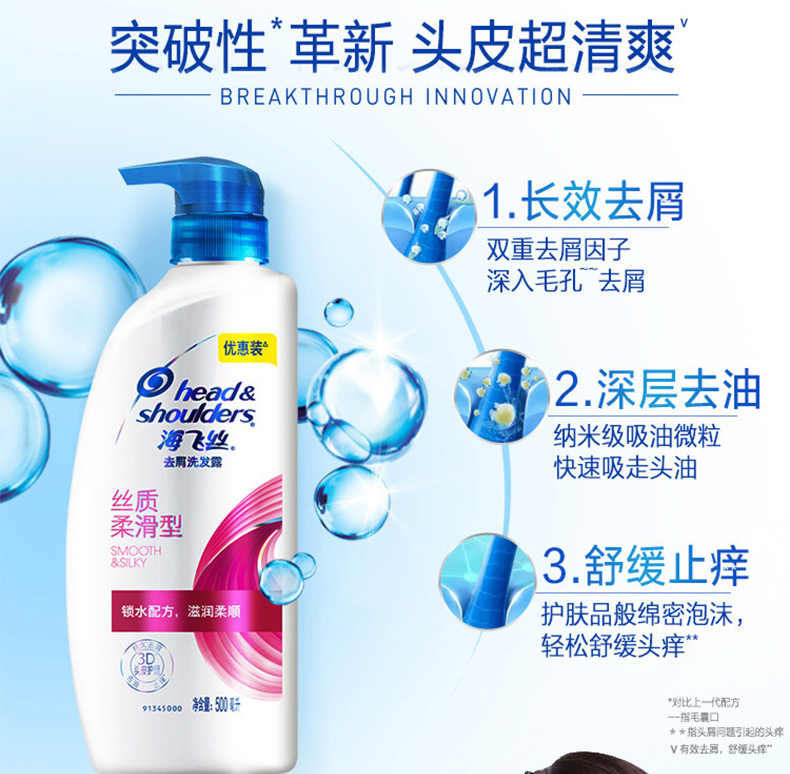 突破性*革新 头皮超清爽ᵛ
BREAKTHROUGH INNOVATION
1.长效去屑
双重去屑因子
深入毛孔~~去屑
2.深层去油
纳米级吸油微粒
快速吸走头油
3.舒缓止痒
护肤品般绵密泡沫，
轻松舒缓头痒**
优惠装^
head&
shoulders®
海飞丝®
去屑洗发露
丝质
柔滑型
SMOOTH
&SILKY
锁水配方，滋润柔顺
3D
头皮护理
91345000
净含量:500毫升
*对比上一代配方
~~指毛囊口
**指头屑问题引起的头痒
V有效去屑，舒缓头痒**